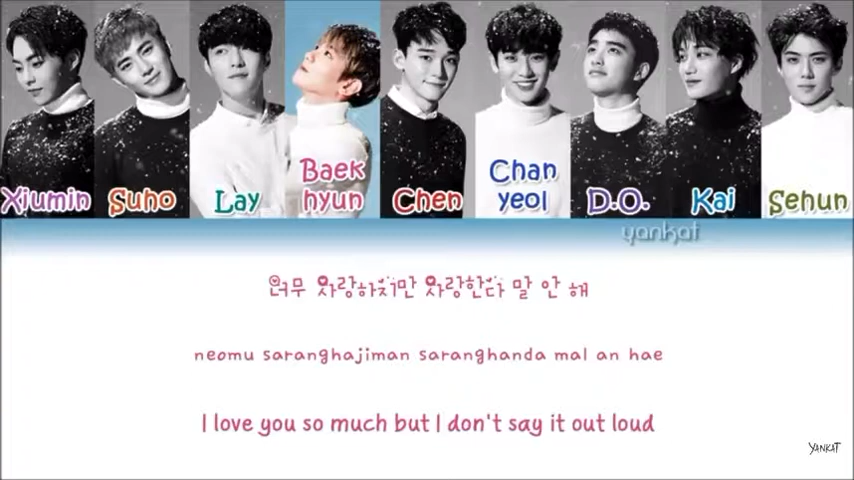 Xiumin
Suho
Lay
Baek
hyun
Chen
Chan
yeol
D.O.
Kai
Sehun
yankat
너무 사랑하지만 사랑한다 말 안 해
neomu saranghajiman saranghanda mal an hae
I love you so much but I don't say it out loud
YANKAT